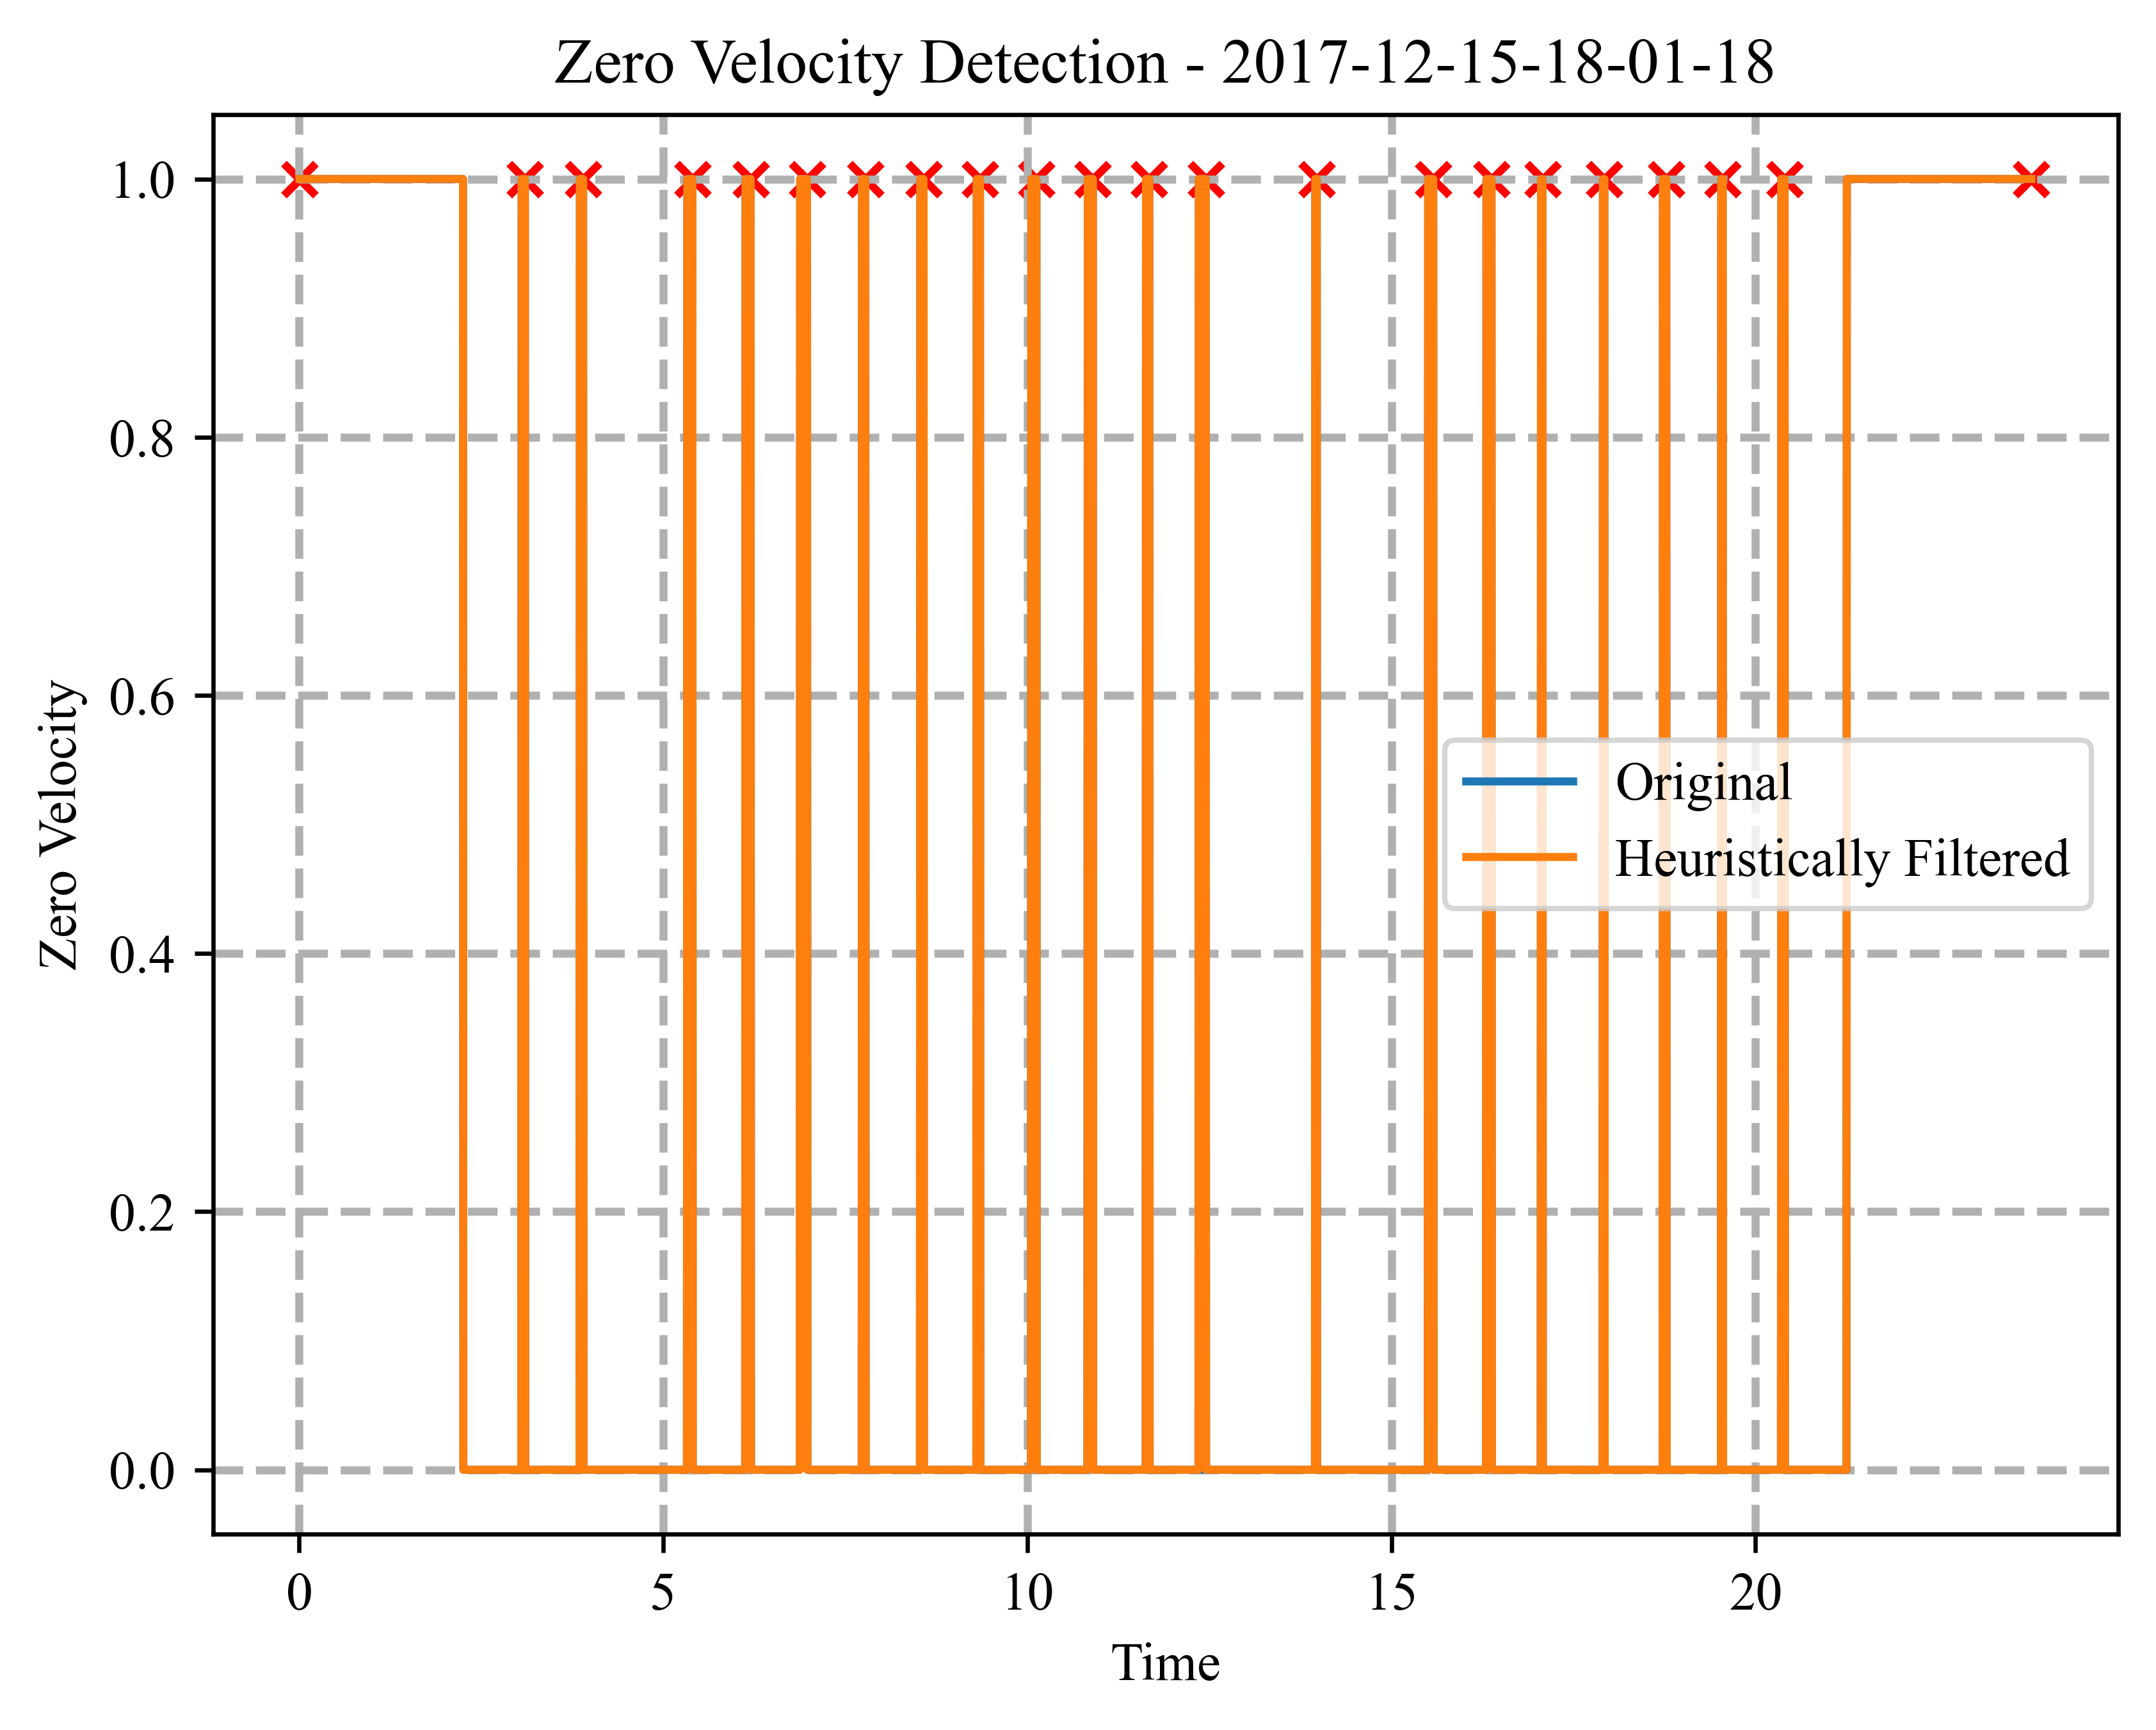 Zero Velocity Detection - 2017-12-15-18-01-18
1.0
0.8
0.6
0.4
0.2
0.0
Zero Velocity
Original
Heuristically Filtered
0 5 10 15 20
Time